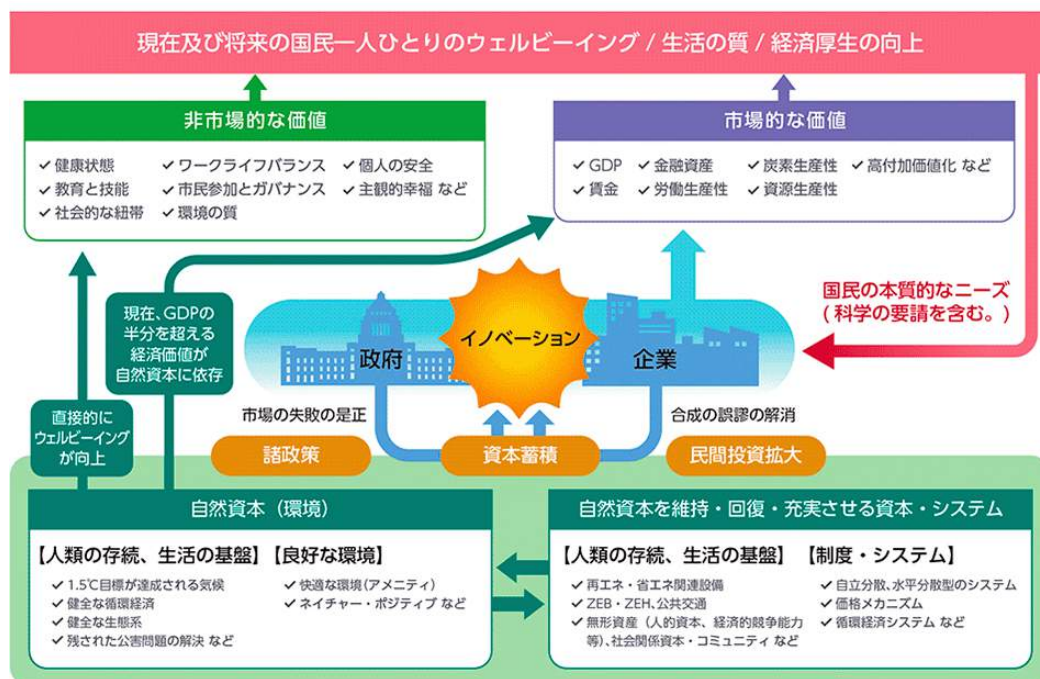 現在及び将来の国民一人ひとりのウェルビーイング / 生活の質 / 経済厚生の向上
非市場的な価値
✓ 健康状態 ✓ ワークライフバランス ✓ 個人の安全
✓ 教育と技能 ✓ 市民参加とガバナンス ✓ 主観的幸福 など
✓ 社会的な紐帯 ✓ 環境の質
市場的な価値
✓ GDP ✓ 金融資産 ✓ 炭素生産性 ✓ 高付加価値化 など
✓ 賃金 ✓ 労働生産性 ✓ 資源生産性
国民の本質的なニーズ
( 科学の要請を含む。)
現在、GDPの
半分を超える
経済価値が
自然資本に依存
直接的に
ウェルビーイング
が向上
政府
イノベーション
企業
市場の失敗の是正
合成の誤謬の解消
諸政策
資本蓄積
民間投資拡大
自然資本（環境）
【人類の存続、生活の基盤】
✓ 1.5℃目標が達成される気候
✓ 健全な循環経済
✓ 健全な生態系
✓ 残された公害問題の解決 など
【良好な環境】
✓ 快適な環境（アメニティ）
✓ ネイチャー・ポジティブ など
自然資本を維持・回復・充実させる資本・システム
【人類の存続、生活の基盤】
✓ 再エネ・省エネ関連設備
✓ ZEB・ZEH、公共交通
✓ 無形資産（人的資本、経済的競争能力
等）、社会関係資本・コミュニティ など
【制度・システム】
✓ 自立分散、水平分散型のシステム
✓ 価格メカニズム
✓ 循環経済システム など